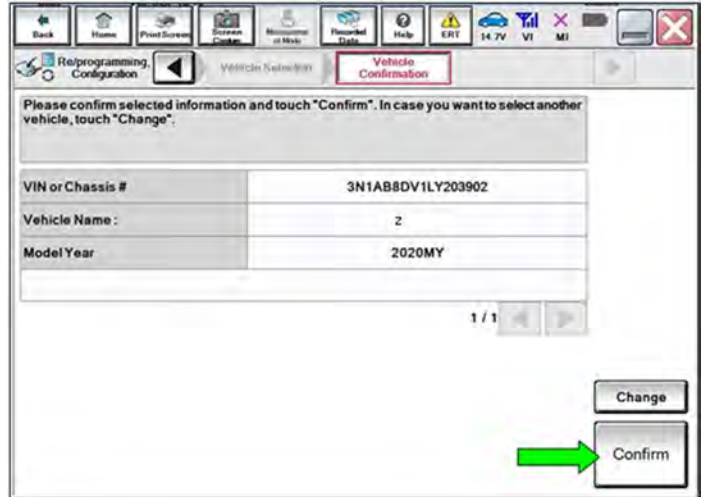 Back Home Print Screen Screen Capture Measurement Mode Recorded Data Help ERT 14.7V VI MI
Re/programming, Configuration Vehicle Selection Vehicle Confirmation
Please confirm selected information and touch "Confirm". In case you want to select another
vehicle, touch "Change".
VIN or Chassis # 3N1AB8DV1LY203902
Vehicle Name : z
Model Year 2020MY
1 / 1
Change
Confirm